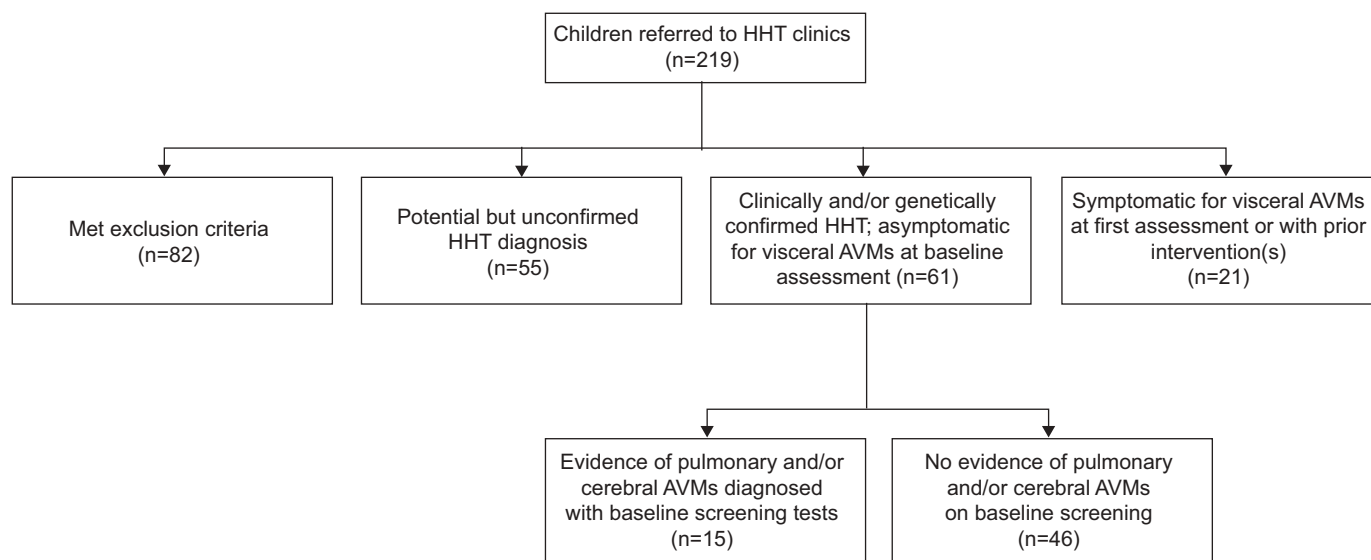 Children referred to HHT clinics
(n=219)
Met exclusion criteria
(n=82)
Potential but unconfirmed
HHT diagnosis
(n=55)
Clinically and/or genetically
confirmed HHT; asymptomatic
for visceral AVMs at baseline
assessment (n=61)
Symptomatic for visceral AVMs
at first assessment or with prior
intervention(s)
(n=21)
Evidence of pulmonary and/or
cerebral AVMs diagnosed
with baseline screening tests
(n=15)
No evidence of pulmonary
and/or cerebral AVMs
on baseline screening
(n=46)